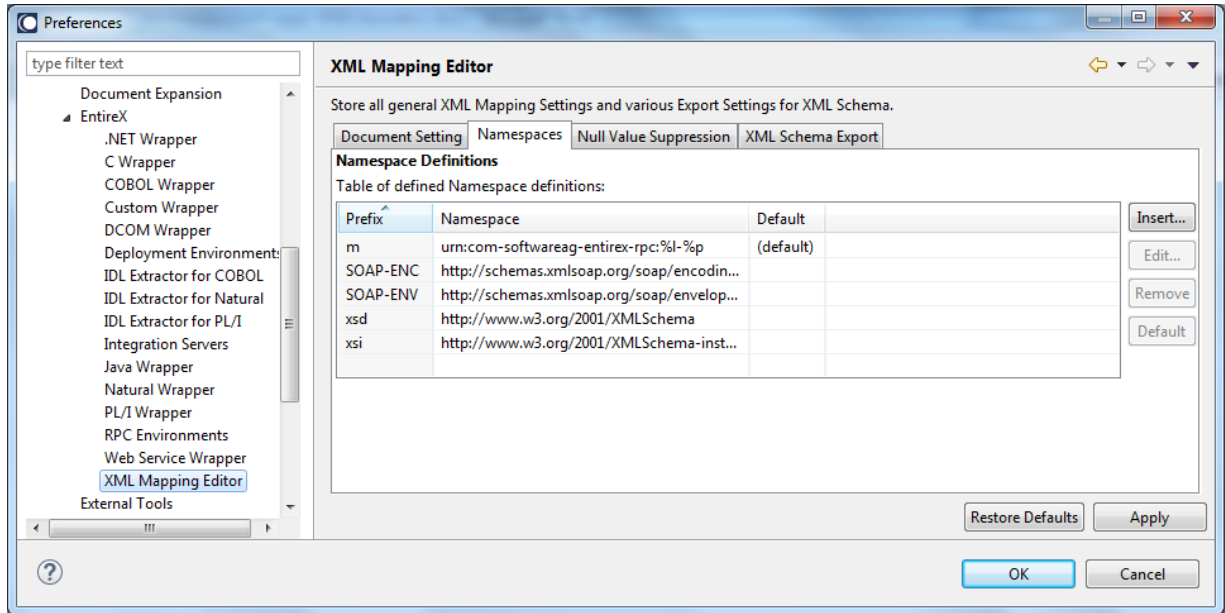 Preferences
type filter text
Document Expansion
EntireX
.NET Wrapper
C Wrapper
COBOL Wrapper
Custom Wrapper
DCOM Wrapper
Deployment Environments
IDL Extractor for COBOL
IDL Extractor for Natural
IDL Extractor for PL/I
Integration Servers
Java Wrapper
Natural Wrapper
PL/I Wrapper
RPC Environments
Web Service Wrapper
XML Mapping Editor
External Tools
XML Mapping Editor
Store all general XML Mapping Settings and various Export Settings for XML Schema.
Document Setting Namespaces Null Value Suppression XML Schema Export
Namespace Definitions
Table of defined Namespace definitions:
Prefix Namespace Default
m urn:com-softwareag-entirex-rpc:%l-%p (default)
SOAP-ENC http://schemas.xmlsoap.org/soap/encodin...
SOAP-ENV http://schemas.xmlsoap.org/soap/envelop...
xsd http://www.w3.org/2001/XMLSchema
xsi http://www.w3.org/2001/XMLSchema-inst...
Insert...
Edit...
Remove
Default
Restore Defaults Apply
? OK Cancel